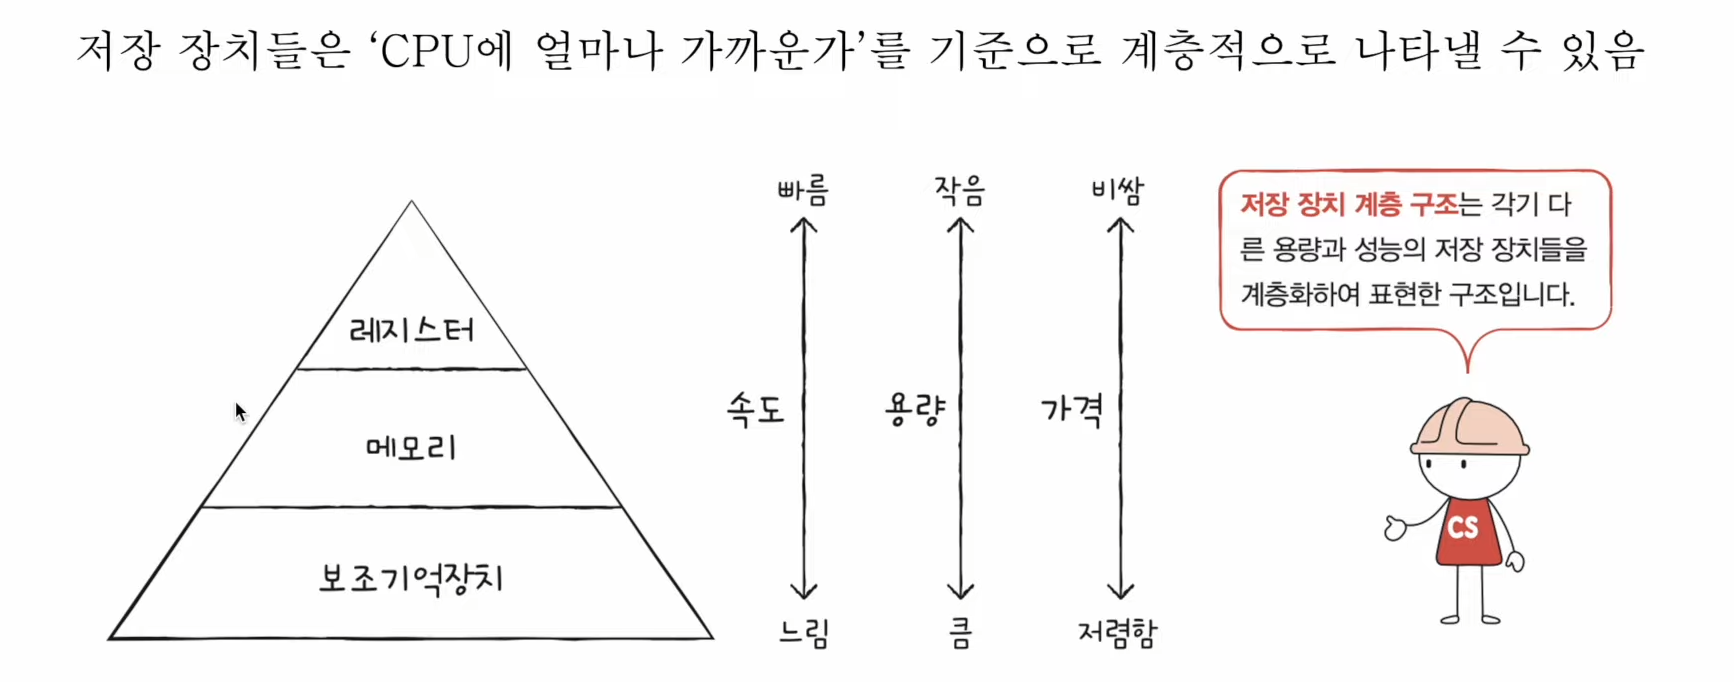 저장 장치들은 ‘CPU에 얼마나 가까운가’를 기준으로 계층적으로 나타낼 수 있음
레지스터
메모리
보조기억장치
빠름
속도
느림
작음
용량
큼
비쌈
가격
저렴함
저장 장치 계층 구조는 각기 다
른 용량과 성능의 저장 장치들을
계층화하여 표현한 구조입니다.
CS